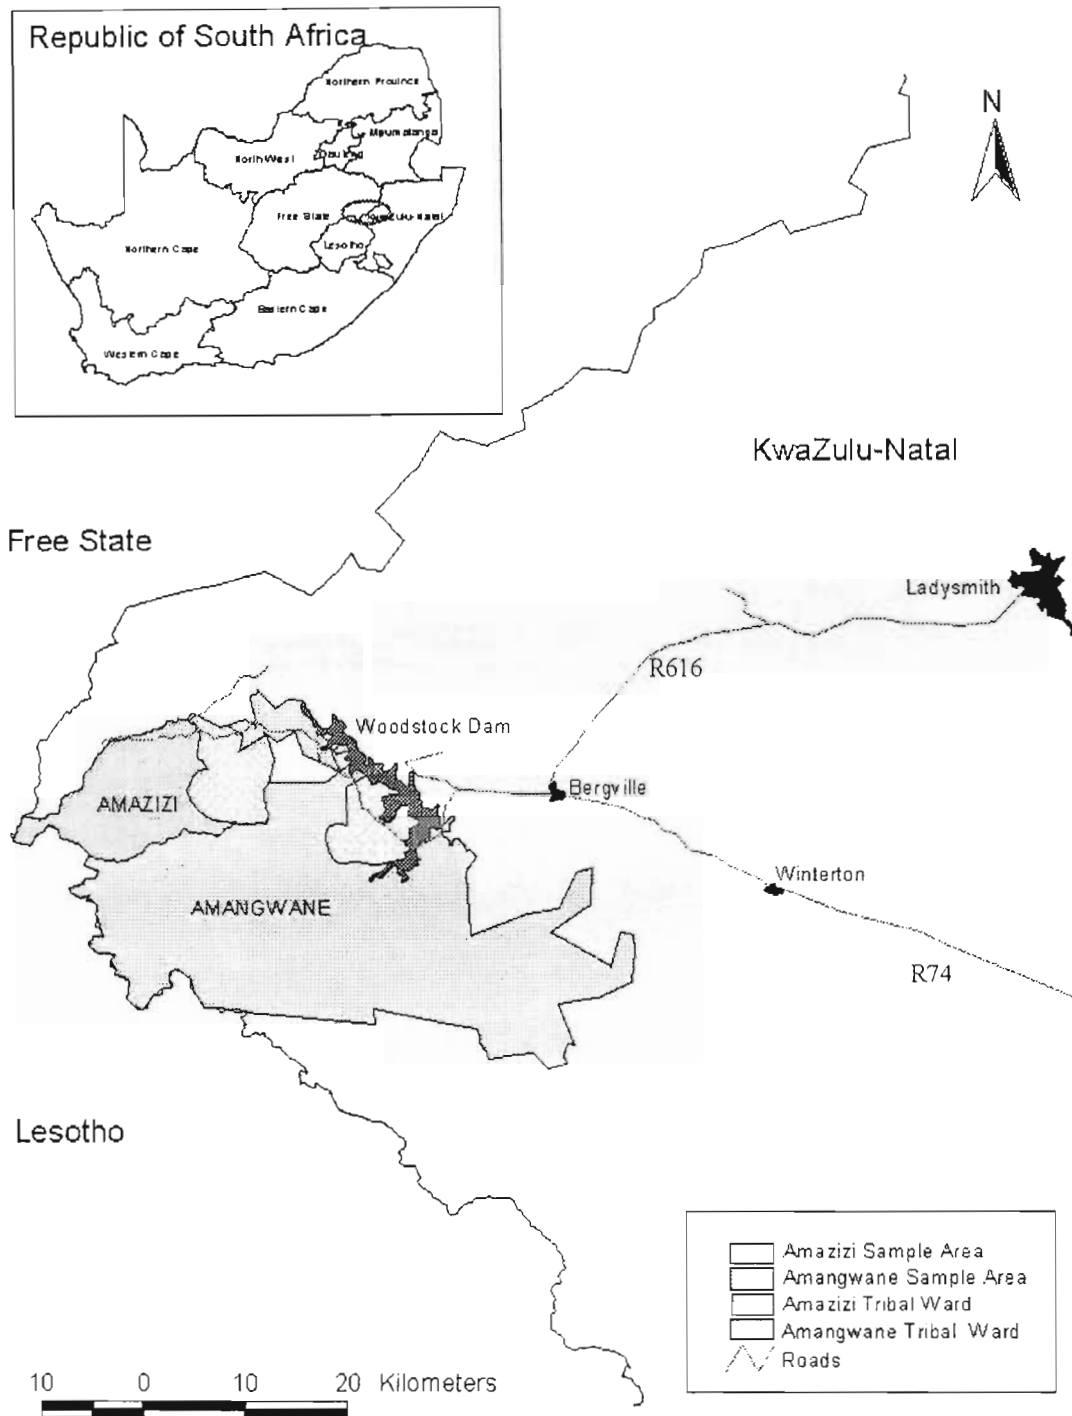 Republic of South Africa
Northern Province
Mpumalanga
North West
Free State
KwaZulu-Natal
Lesotho
Northern Cape
Eastern Cape
Western Cape
N
KwaZulu-Natal
Free State
Ladysmith
R616
Woodstock Dam
Bergville
AMAZIZI
Winterton
AMANGWANE
R74
Lesotho
Amazizi Sample Area
Amangwane Sample Area
Amazizi Tribal Ward
Amangwane Tribal Ward
Roads
10 0 10 20 Kilometers